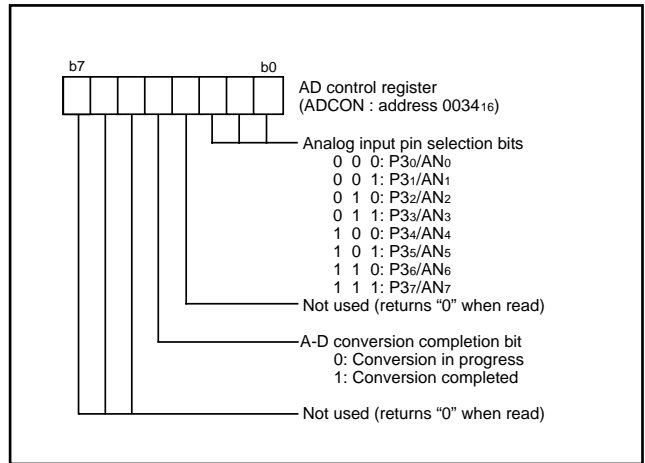 b7 b0
AD control register
(ADCON : address 0034₁₆)
Analog input pin selection bits
0 0 0: P3₀/AN₀
0 0 1: P3₁/AN₁
0 1 0: P3₂/AN₂
0 1 1: P3₃/AN₃
1 0 0: P3₄/AN₄
1 0 1: P3₅/AN₅
1 1 0: P3₆/AN₆
1 1 1: P3₇/AN₇
Not used (returns “0” when read)
A-D conversion completion bit
0: Conversion in progress
1: Conversion completed
Not used (returns “0” when read)